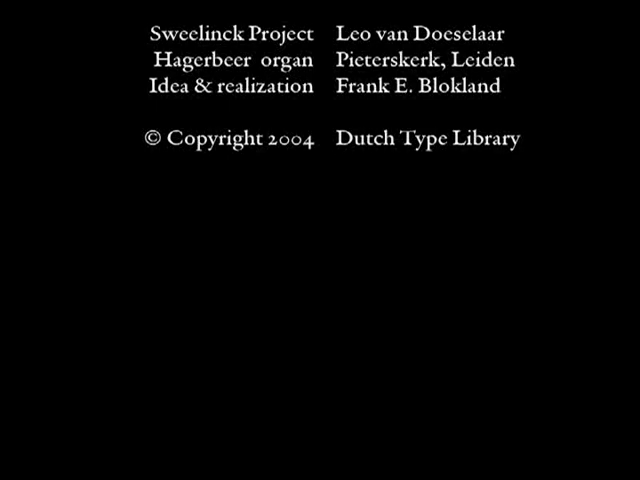 Sweelinck Project Leo van Doeselaar
Hagerbeer organ Pieterskerk, Leiden
Idea & realization Frank E. Blokland
© Copyright 2004 Dutch Type Library